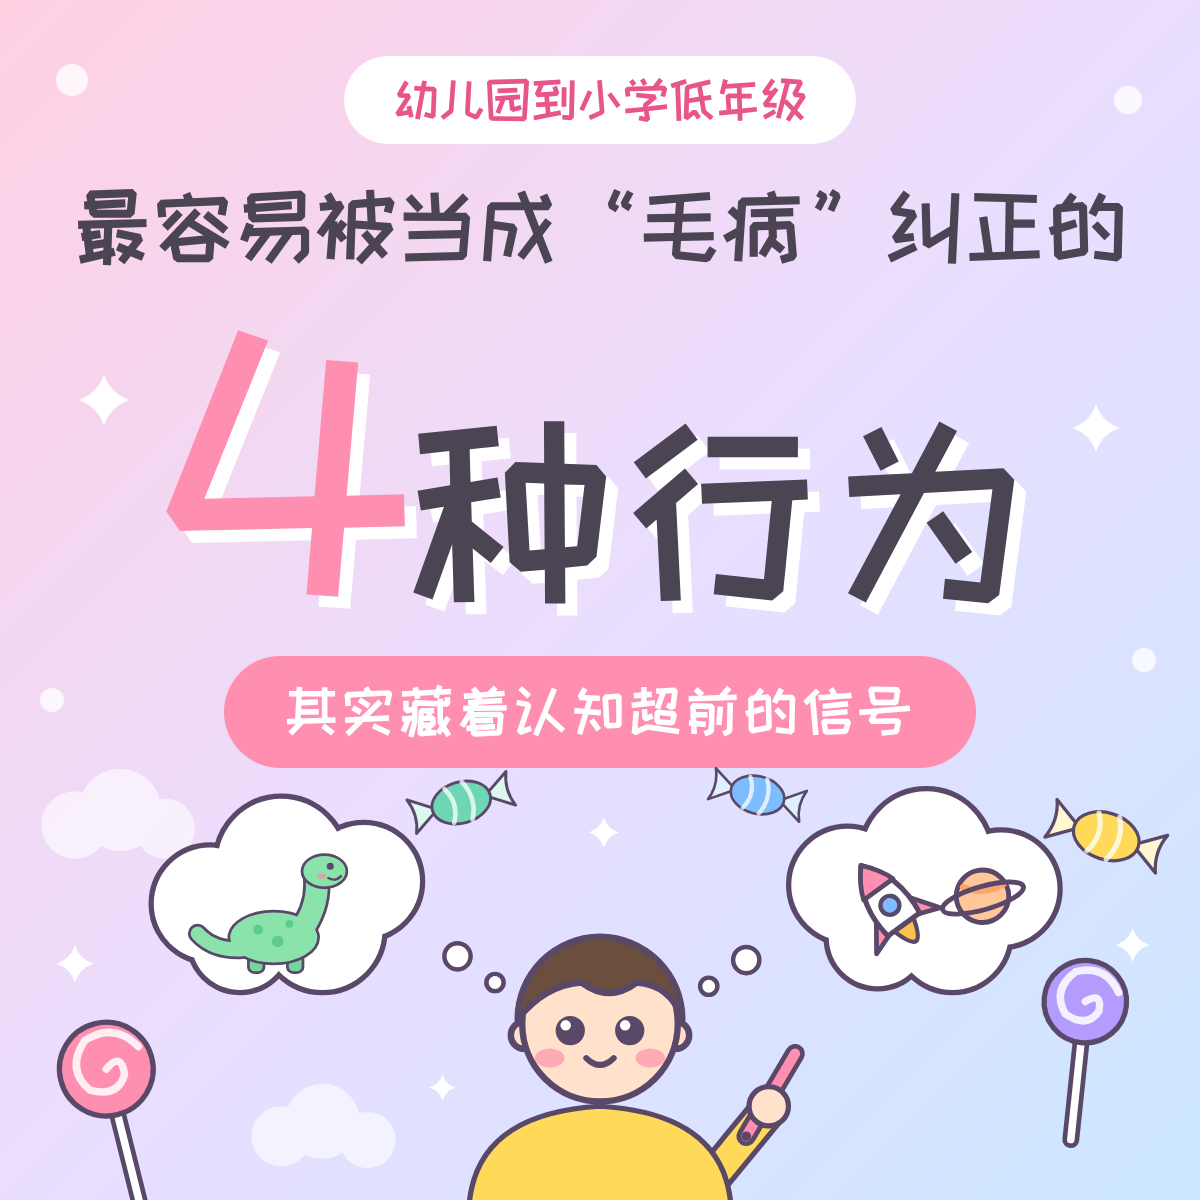 幼儿园到小学低年级
最容易被当成“毛病”纠正的
4种行为
其实藏着认知超前的信号